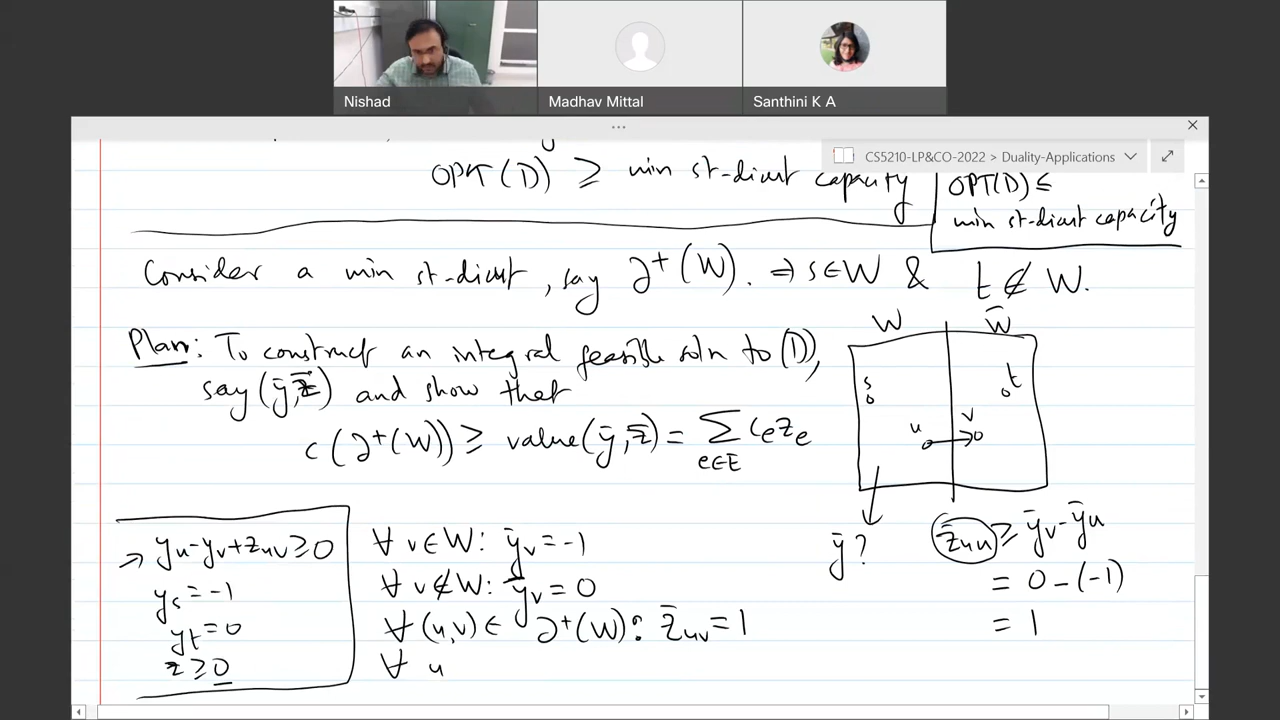 Nishad
Madhav Mittal
Santhini K A
CS5210-LP&CO-2022 > Duality-Applications
OPT(D) ≥ min st-dicut capacity
OPT(D) ≤
min st-dicut capacity
Consider a min st-dicut, say ∂⁺(W). ⇒ s∈W & t∉W.
Plan: To construct an integral feasible soln to (D),
say (ȳ,z̄) and show that
c(∂⁺(W)) ≥ value(ȳ,z̄) = ∑ cₑzₑ
e∈E
W
W̄
s
t
u
v
ȳ?
yu-yv+zuv≥0
ys=-1
yt=0
z≥0
∀ v∈W: ȳv=-1
∀ v∉W: ȳv=0
∀(u,v)∈ ∂⁺(W): z̄uv=1
∀ u
≥ ȳv-ȳu
= 0-(-1)
= 1